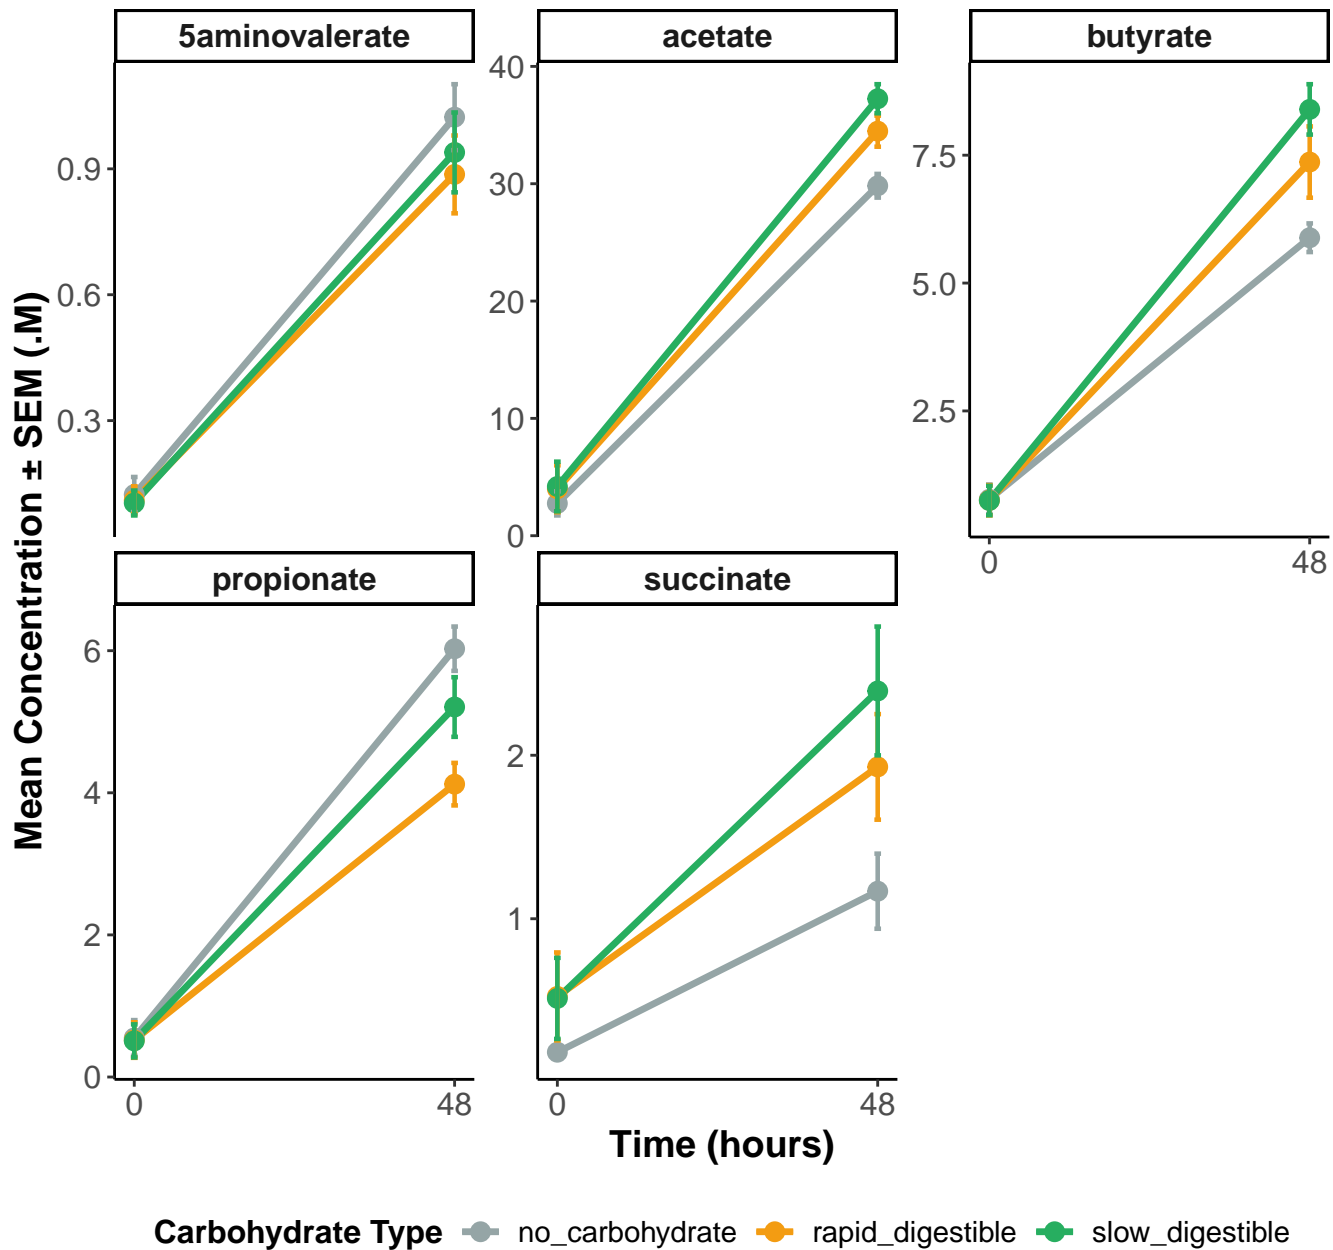 5aminovalerate
acetate
butyrate
0.9
0.6
0.3
40
30
20
10
0
7.5
5.0
2.5
0
48
propionate
succinate
6
4
2
0
2
1
0
48
0
48
Mean Concentration ± SEM (.M)
Time (hours)
Carbohydrate Type no_carbohydrate rapid_digestible slow_digestible